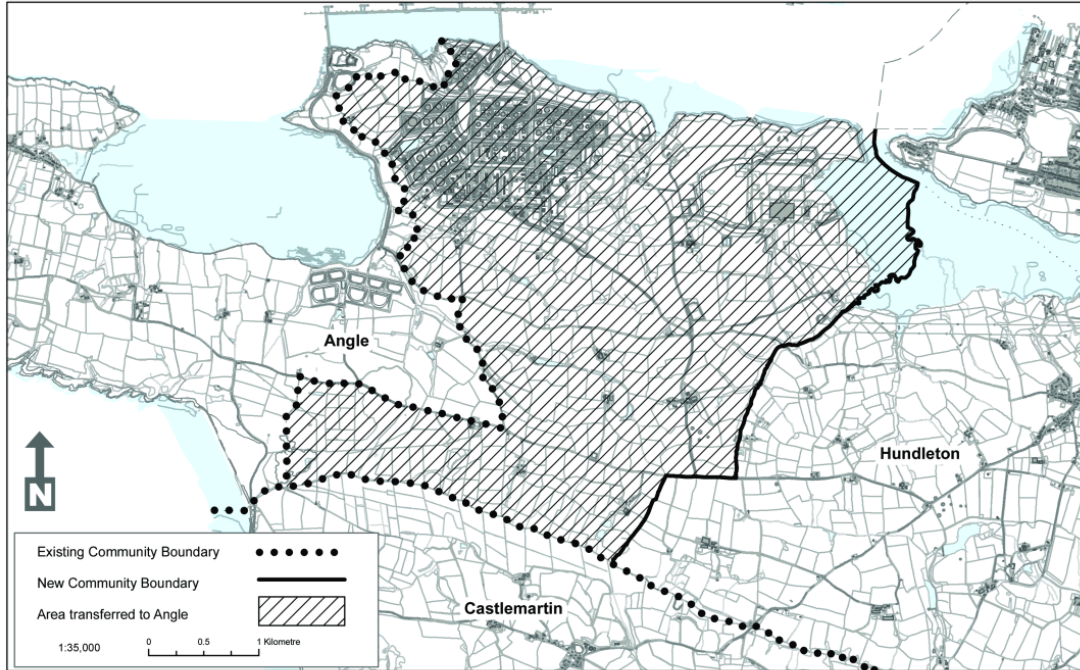 Angle
Hundleton
N
Existing Community Boundary
New Community Boundary
Castlemartin
Area transferred to Angle
1:35,000
0 0.5 1 Kilometre